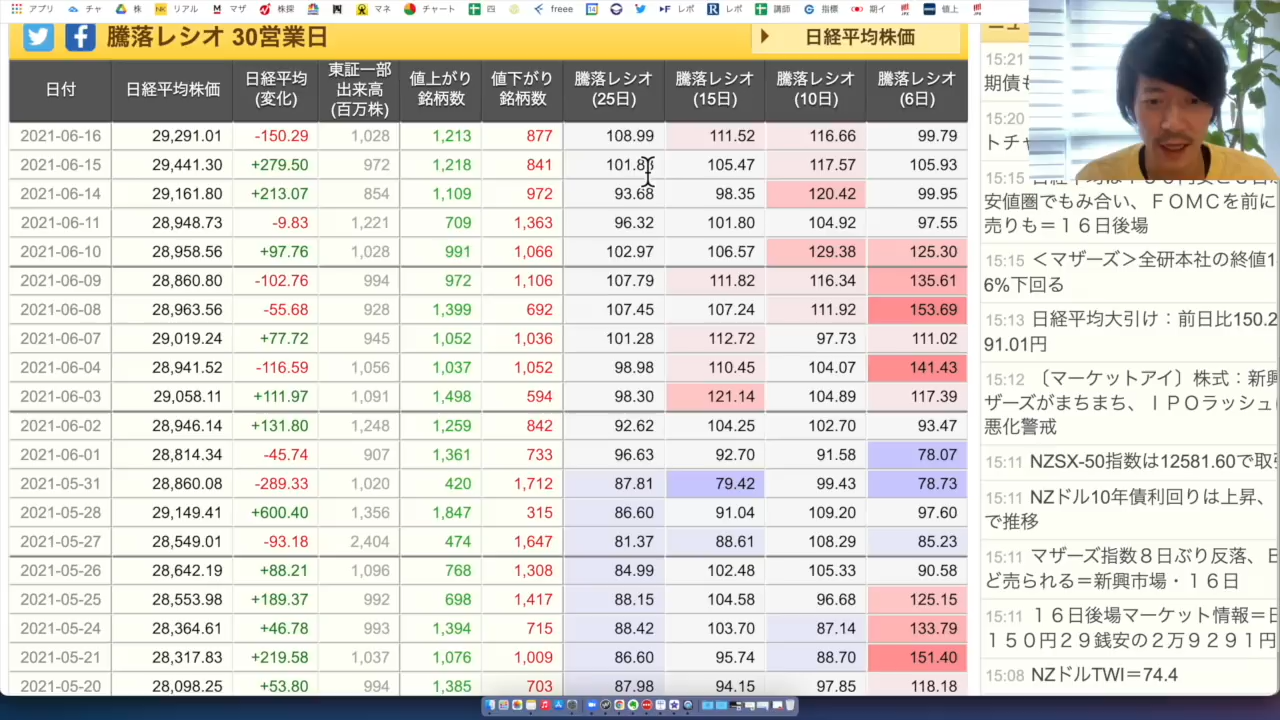 アプリ チャ 株 リアル マザ 株探 マネ チャート 四 freee レポ レポ 講師 指標 期イ 値上
騰落レシオ 30営業日
日経平均株価
日付 日経平均株価 日経平均(変化) 東証一部出来高(百万株) 値上がり銘柄数 値下がり銘柄数 騰落レシオ(25日) 騰落レシオ(15日) 騰落レシオ(10日) 騰落レシオ(6日)
2021-06-16 29,291.01 -150.29 1,028 1,213 877 108.99 111.52 116.66 99.79
2021-06-15 29,441.30 +279.50 972 1,218 841 101.8 105.47 117.57 105.93
2021-06-14 29,161.80 +213.07 854 1,109 972 93.68 98.35 120.42 99.95
2021-06-11 28,948.73 -9.83 1,221 709 1,363 96.32 101.80 104.92 97.55
2021-06-10 28,958.56 +97.76 1,028 991 1,066 102.97 106.57 129.38 125.30
2021-06-09 28,860.80 -102.76 994 972 1,106 107.79 111.82 116.34 135.61
2021-06-08 28,963.56 -55.68 928 1,399 692 107.45 107.24 111.92 153.69
2021-06-07 29,019.24 +77.72 945 1,052 1,036 101.28 112.72 97.73 111.02
2021-06-04 28,941.52 -116.59 1,056 1,037 1,052 98.98 110.45 104.07 141.43
2021-06-03 29,058.11 +111.97 1,091 1,498 594 98.30 121.14 104.89 117.39
2021-06-02 28,946.14 +131.80 1,248 1,259 842 92.62 104.25 102.70 93.47
2021-06-01 28,814.34 -45.74 907 1,361 733 96.63 92.70 91.58 78.07
2021-05-31 28,860.08 -289.33 1,020 420 1,712 87.81 79.42 99.43 78.73
2021-05-28 29,149.41 +600.40 1,356 1,847 315 86.60 91.04 109.20 97.60
2021-05-27 28,549.01 -93.18 2,404 474 1,647 81.37 88.61 108.29 85.23
2021-05-26 28,642.19 +88.21 1,096 768 1,308 84.99 102.48 105.33 90.58
2021-05-25 28,553.98 +189.37 992 698 1,417 88.15 104.58 96.68 125.15
2021-05-24 28,364.61 +46.78 993 1,394 715 88.42 103.70 87.14 133.79
2021-05-21 28,317.83 +219.58 1,037 1,076 1,009 86.60 95.74 88.70 151.40
2021-05-20 28,098.25 +53.80 994 1,385 703 87.98 94.15 97.85 118.18
15:21
期債も
15:20
トチャ
15:15
安値圏でもみ合い、ＦＯＭＣを前に
売りも＝１６日後場
15:15 ＜マザーズ＞全研本社の終値1
6%下回る
15:13 日経平均大引け：前日比150.2
91.01円
15:12 〔マーケットアイ〕株式：新興
ザーズがまちまち、ＩＰＯラッシュ
悪化警戒
15:11 NZSX-50指数は12581.60で取引
15:11 NZドル10年債利回りは上昇、
で推移
15:11 マザーズ指数８日ぶり反落、
ど売られる＝新興市場・１６日
15:11 １６日後場マーケット情報＝日
１５０円２９銭安の２万９２９１円
15:08 NZドルTWI＝74.4